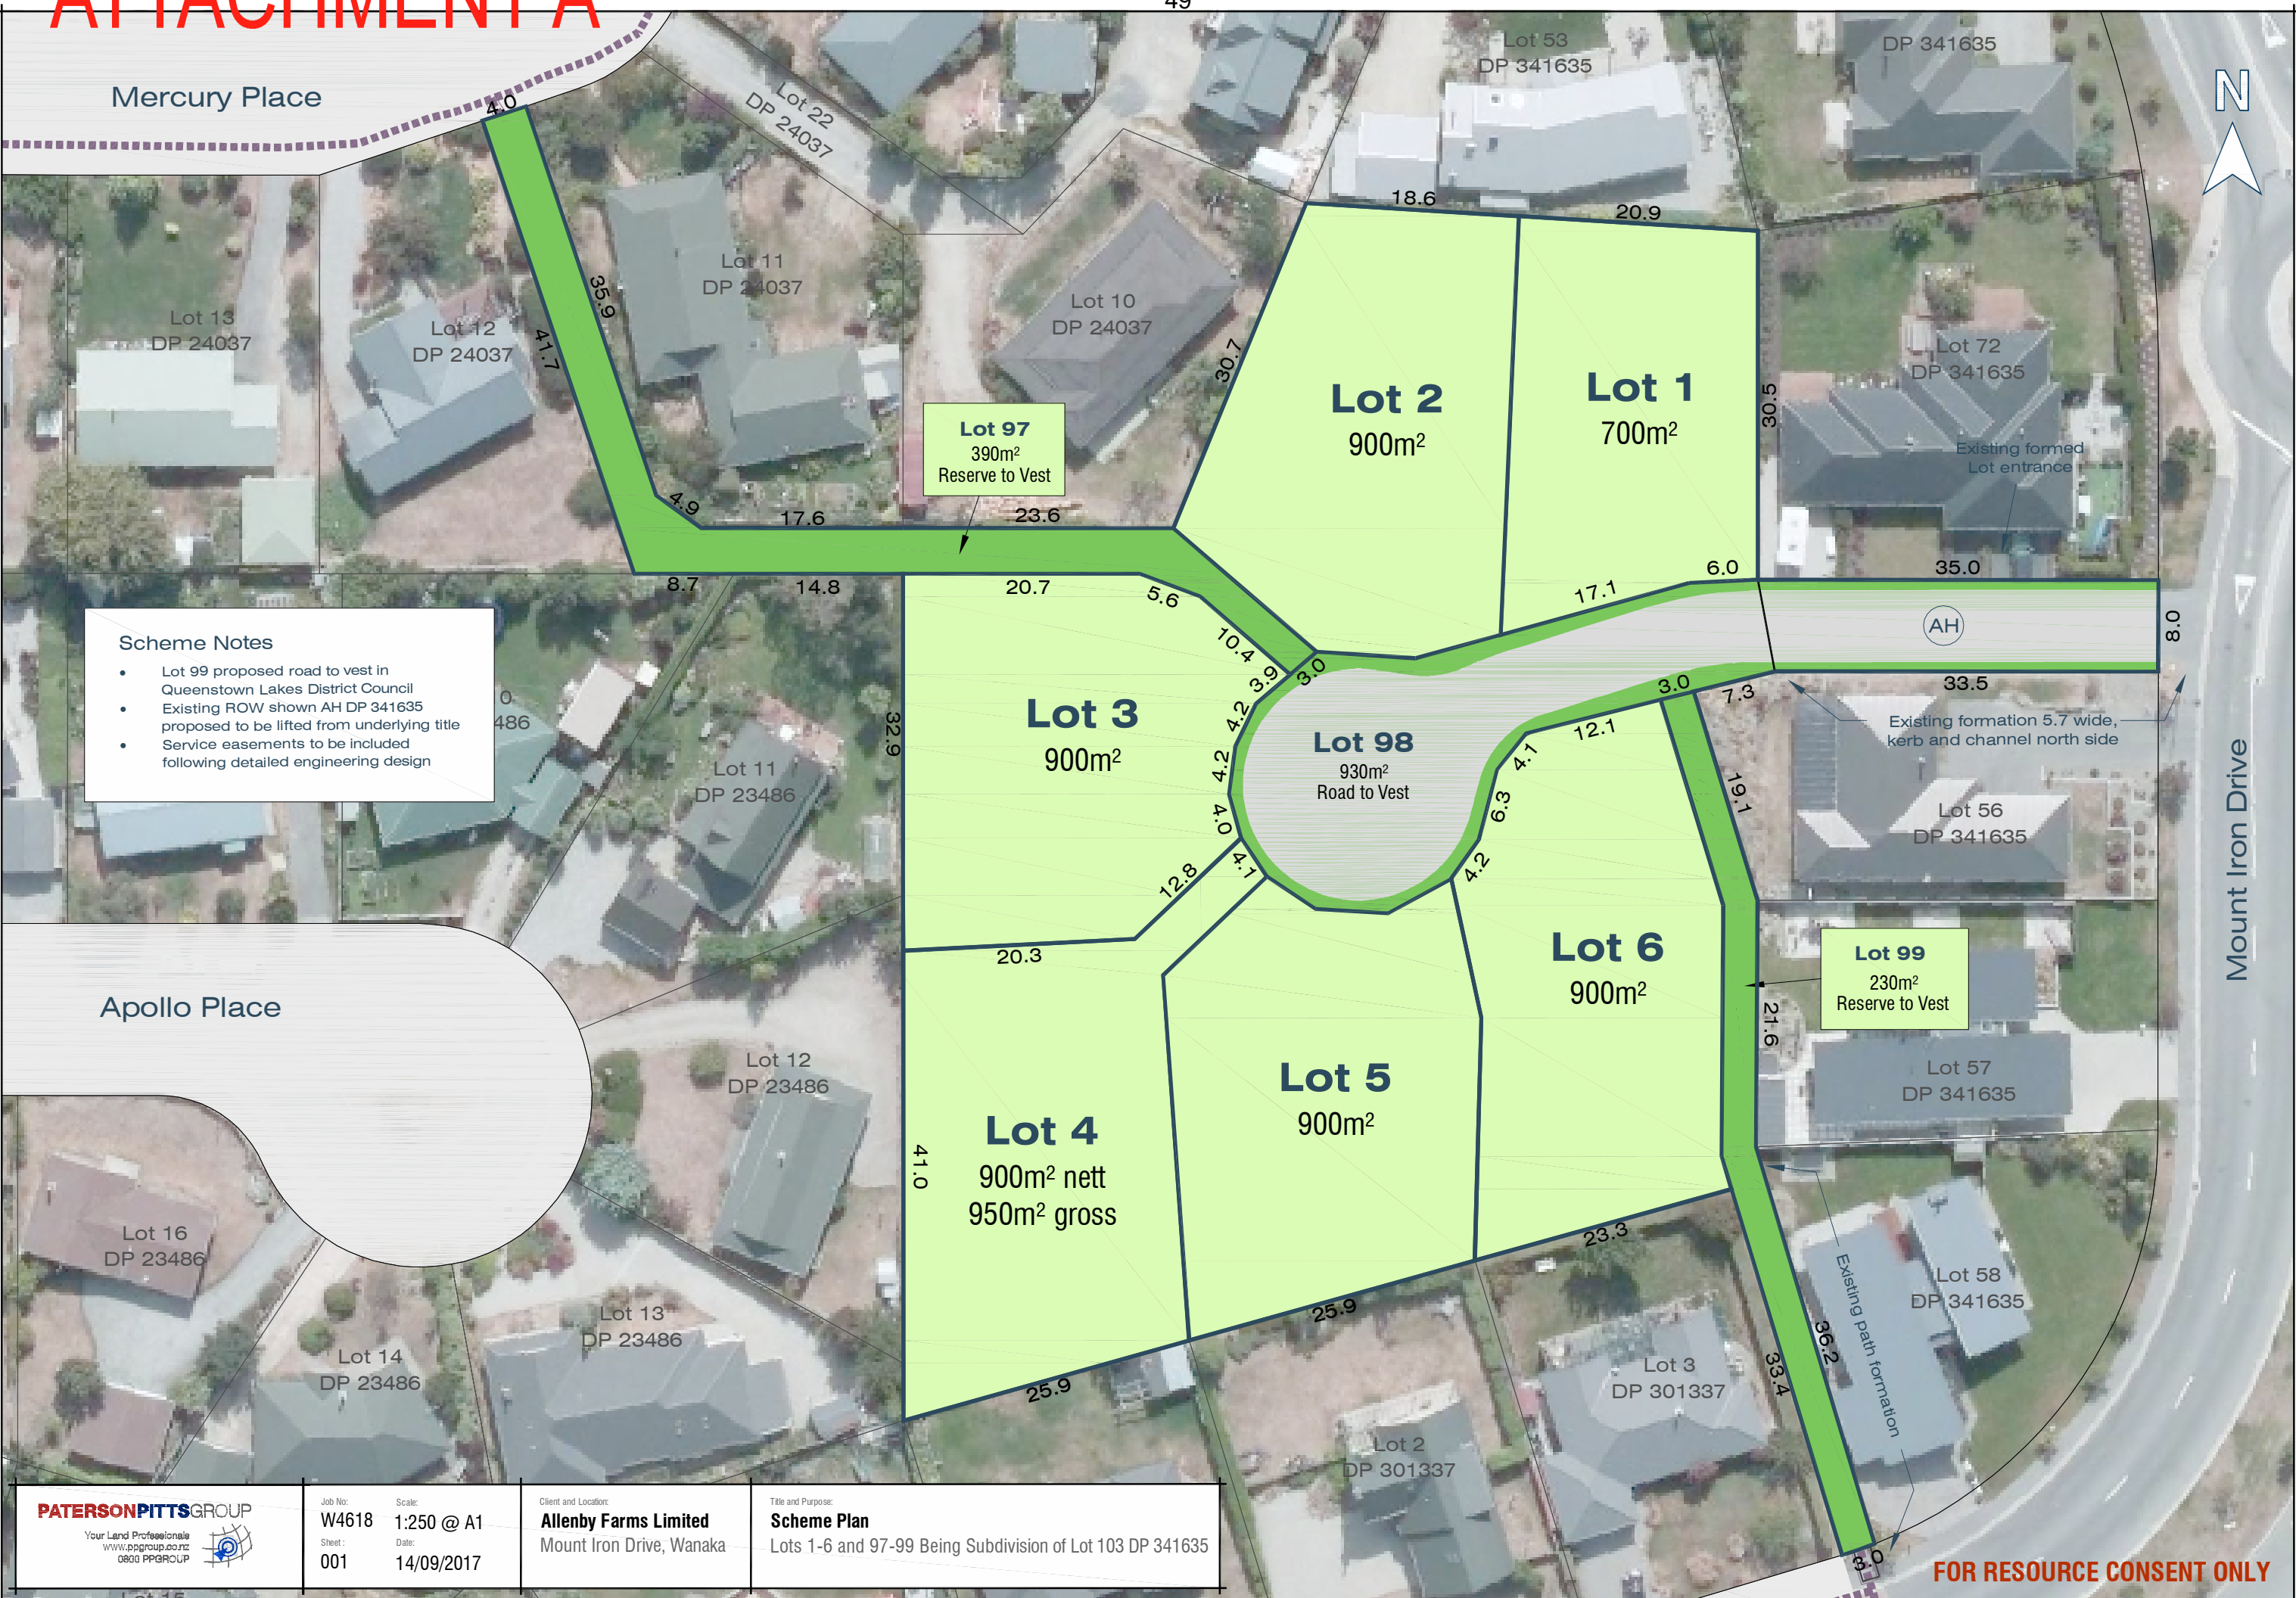 ATTACHMENT A
49
Mercury Place
4.0
Lot 22
DP 24037
Lot 53
DP 341635
DP 341635
N
18.6
20.9
Lot 13
DP 24037
Lot 12
DP 24037
Lot 11
DP 24037
Lot 10
DP 24037
35.9
41.7
30.7
Lot 2
900m²
Lot 1
700m²
30.5
Lot 72
DP 341635
Existing formed
Lot entrance
Lot 97
390m²
Reserve to Vest
4.9
17.6
23.6
8.7
14.8
20.7
5.6
10.4
3.9
3.0
17.1
6.0
35.0
AH
8.0
33.5
3.0
7.3
12.1
Existing formation 5.7 wide,
kerb and channel north side
Scheme Notes
• Lot 99 proposed road to vest in
Queenstown Lakes District Council
• Existing ROW shown AH DP 341635
proposed to be lifted from underlying title
• Service easements to be included
following detailed engineering design
0
486
Lot 11
DP 23486
32.9
Lot 3
900m²
4.2
4.2
4.0
4.1
12.8
20.3
Lot 98
930m²
Road to Vest
4.1
6.3
4.2
19.1
Lot 56
DP 341635
Mount Iron Drive
Lot 6
900m²
Lot 99
230m²
Reserve to Vest
21.6
Apollo Place
Lot 12
DP 23486
Lot 57
DP 341635
Lot 5
900m²
Lot 4
900m² nett
950m² gross
41.0
23.3
25.9
25.9
Lot 16
DP 23486
Lot 14
DP 23486
Lot 13
DP 23486
Lot 58
DP 341635
Existing path formation
36.2
33.4
Lot 3
DP 301337
Lot 2
DP 301337
3.0
PATERSONPITTSGROUP
Your Land Professionals
www.ppgroup.co.nz
0800 PPGROUP
Job No:
W4618
Scale:
1:250 @ A1
Sheet :
001
Date:
14/09/2017
Client and Location:
Allenby Farms Limited
Mount Iron Drive, Wanaka
Title and Purpose:
Scheme Plan
Lots 1-6 and 97-99 Being Subdivision of Lot 103 DP 341635
FOR RESOURCE CONSENT ONLY
Lot 15